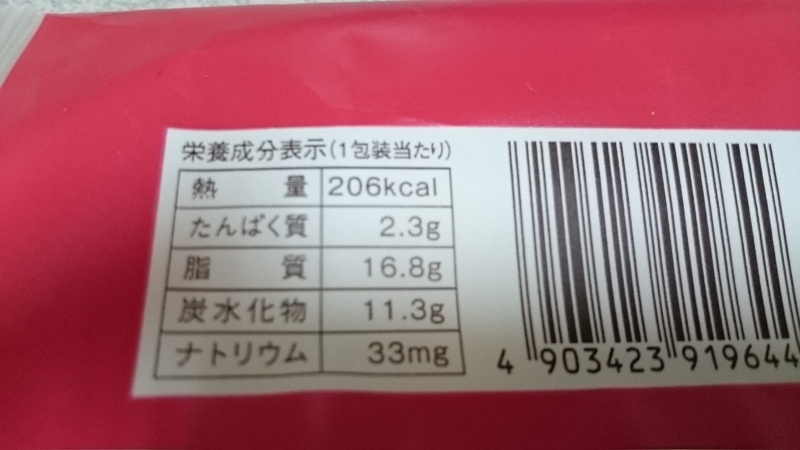 栄養成分表示(1包装当たり)
熱量 206kcal
たんぱく質 2.3g
脂質 16.8g
炭水化物 11.3g
ナトリウム 33mg
4 903423 919644